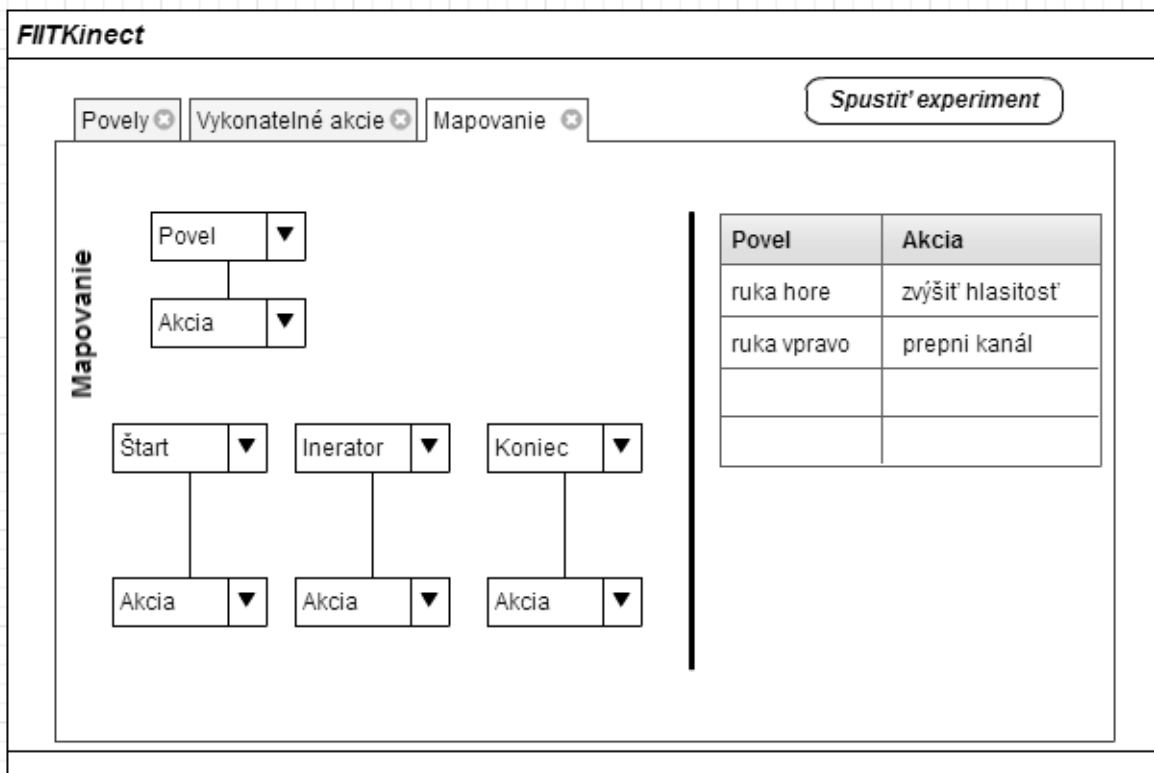 FIITKinect
Spustiť experiment
Povely
Vykonatelné akcie
Mapovanie
Mapovanie
Povel
Akcia
Štart
Inerator
Koniec
Akcia
Akcia
Akcia
Povel Akcia
ruka hore zvýšiť hlasitosť
ruka vpravo prepni kanál